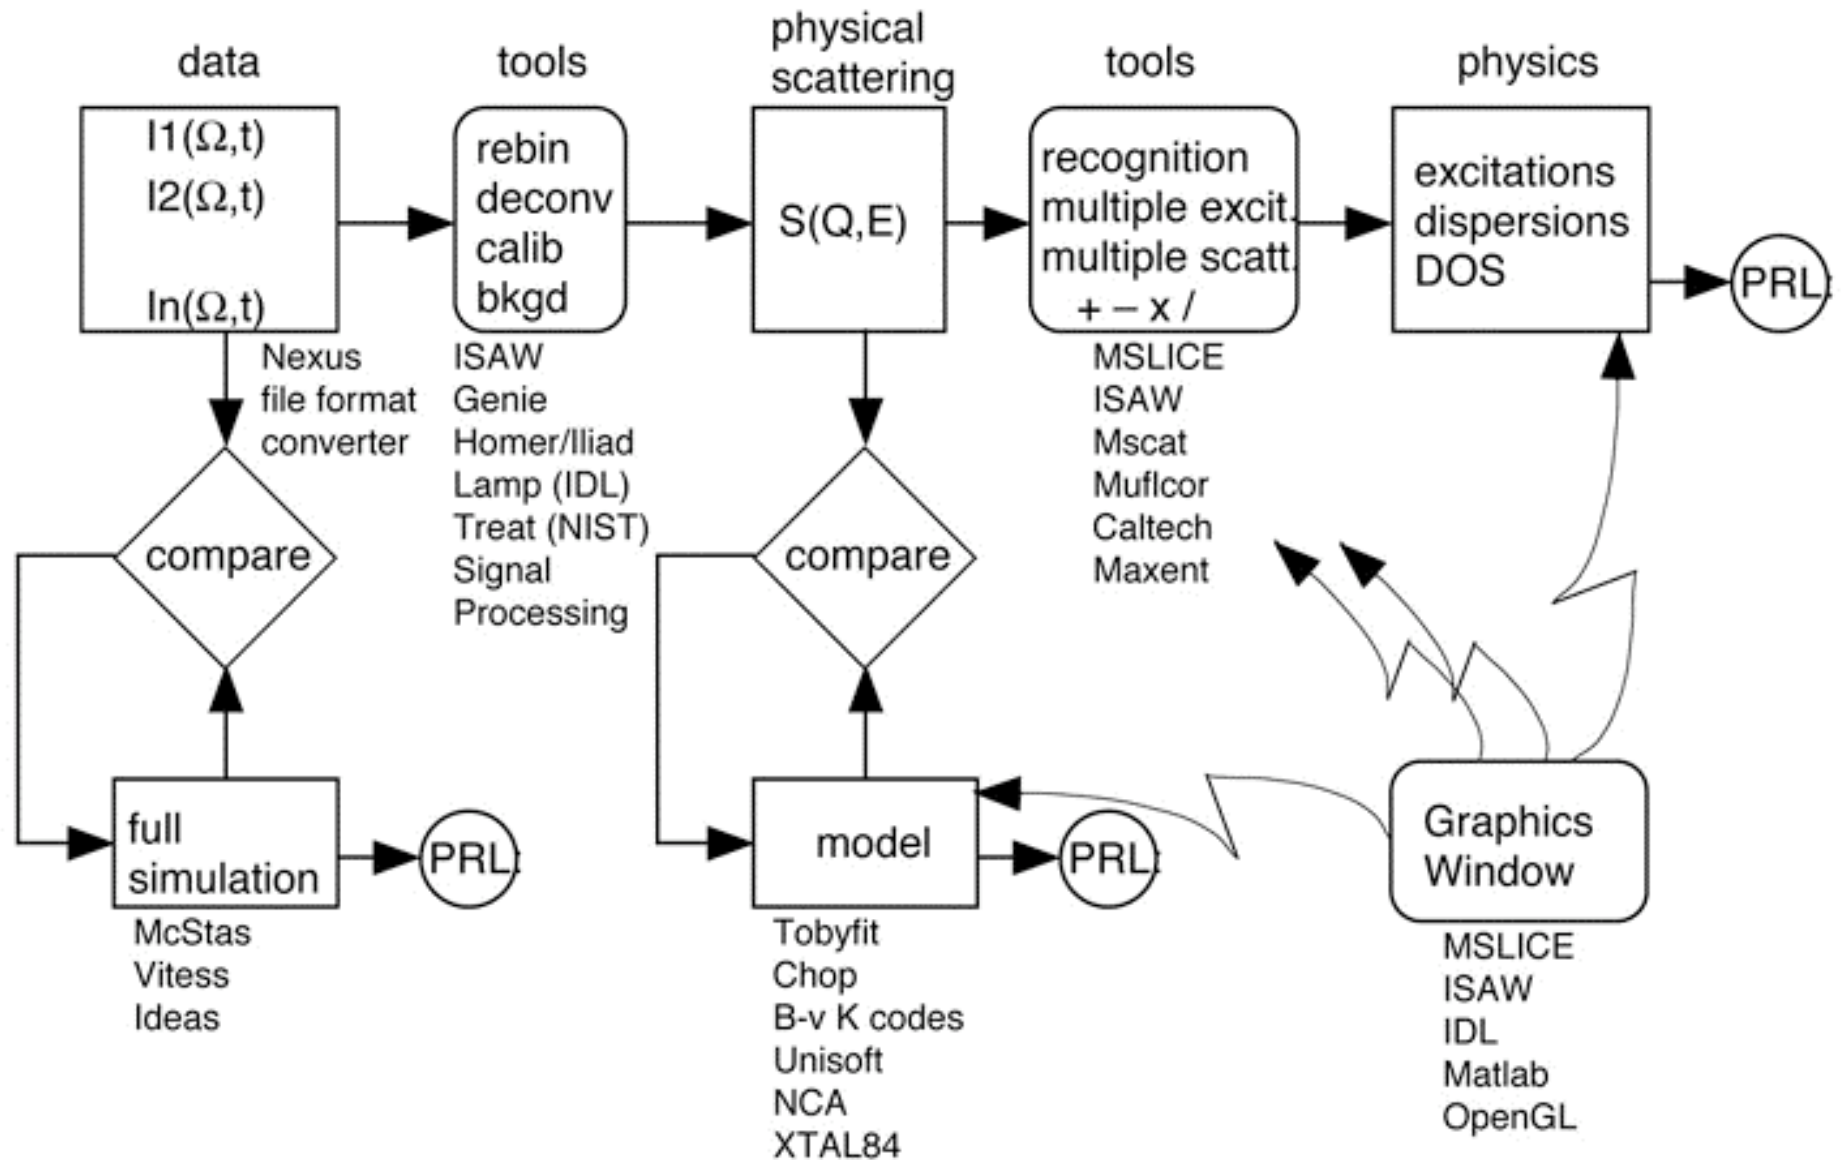 data
I1(Ω,t)
I2(Ω,t)
In(Ω,t)
Nexus
file format
converter
tools
rebin
deconv
calib
bkgd
ISAW
Genie
Homer/Iliad
Lamp (IDL)
Treat (NIST)
Signal
Processing
physical
scattering
S(Q,E)
tools
recognition
multiple excit.
multiple scatt.
+ – x /
MSLICE
ISAW
Mscat
Muflcor
Caltech
Maxent
physics
excitations
dispersions
DOS
PRL:
compare
compare
full
simulation
PRL:
McStas
Vitess
Ideas
model
PRL:
Tobyfit
Chop
B-v K codes
Unisoft
NCA
XTAL84
Graphics
Window
MSLICE
ISAW
IDL
Matlab
OpenGL